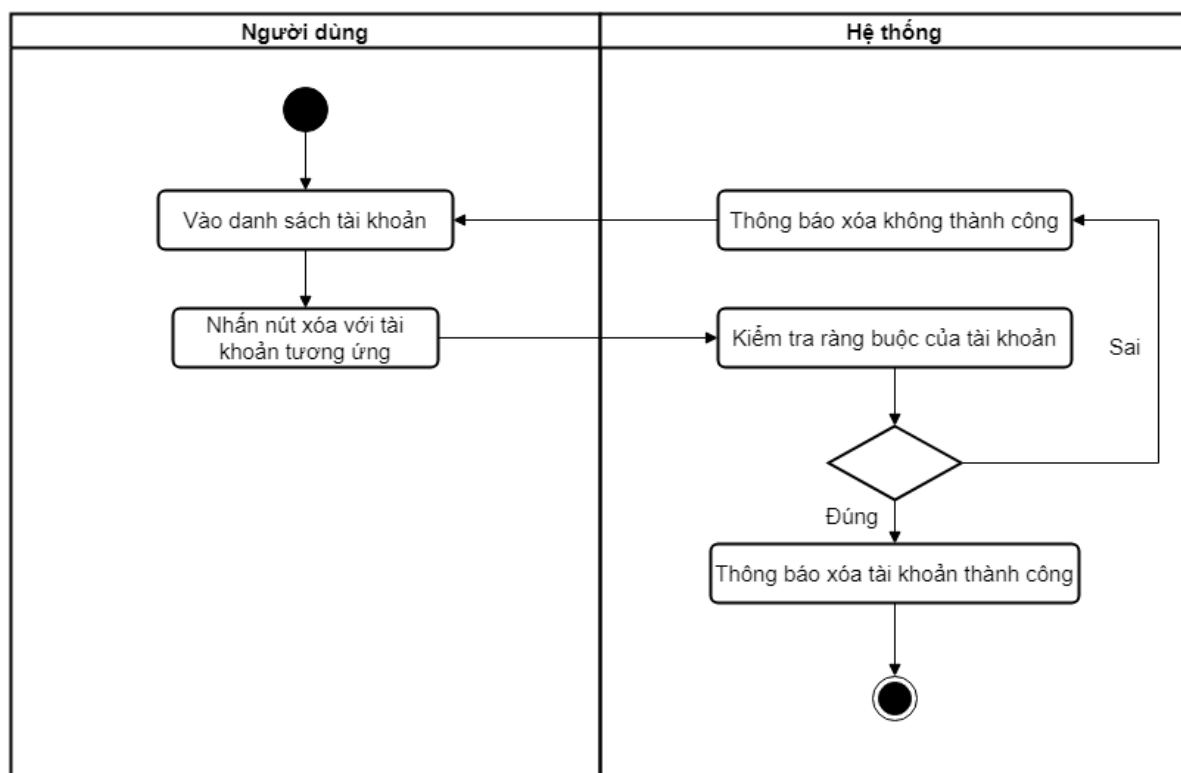 Người dùng
Hệ thống
Vào danh sách tài khoản
Thông báo xóa không thành công
Nhấn nút xóa với tài
khoản tương ứng
Kiểm tra ràng buộc của tài khoản
Sai
Đúng
Thông báo xóa tài khoản thành công